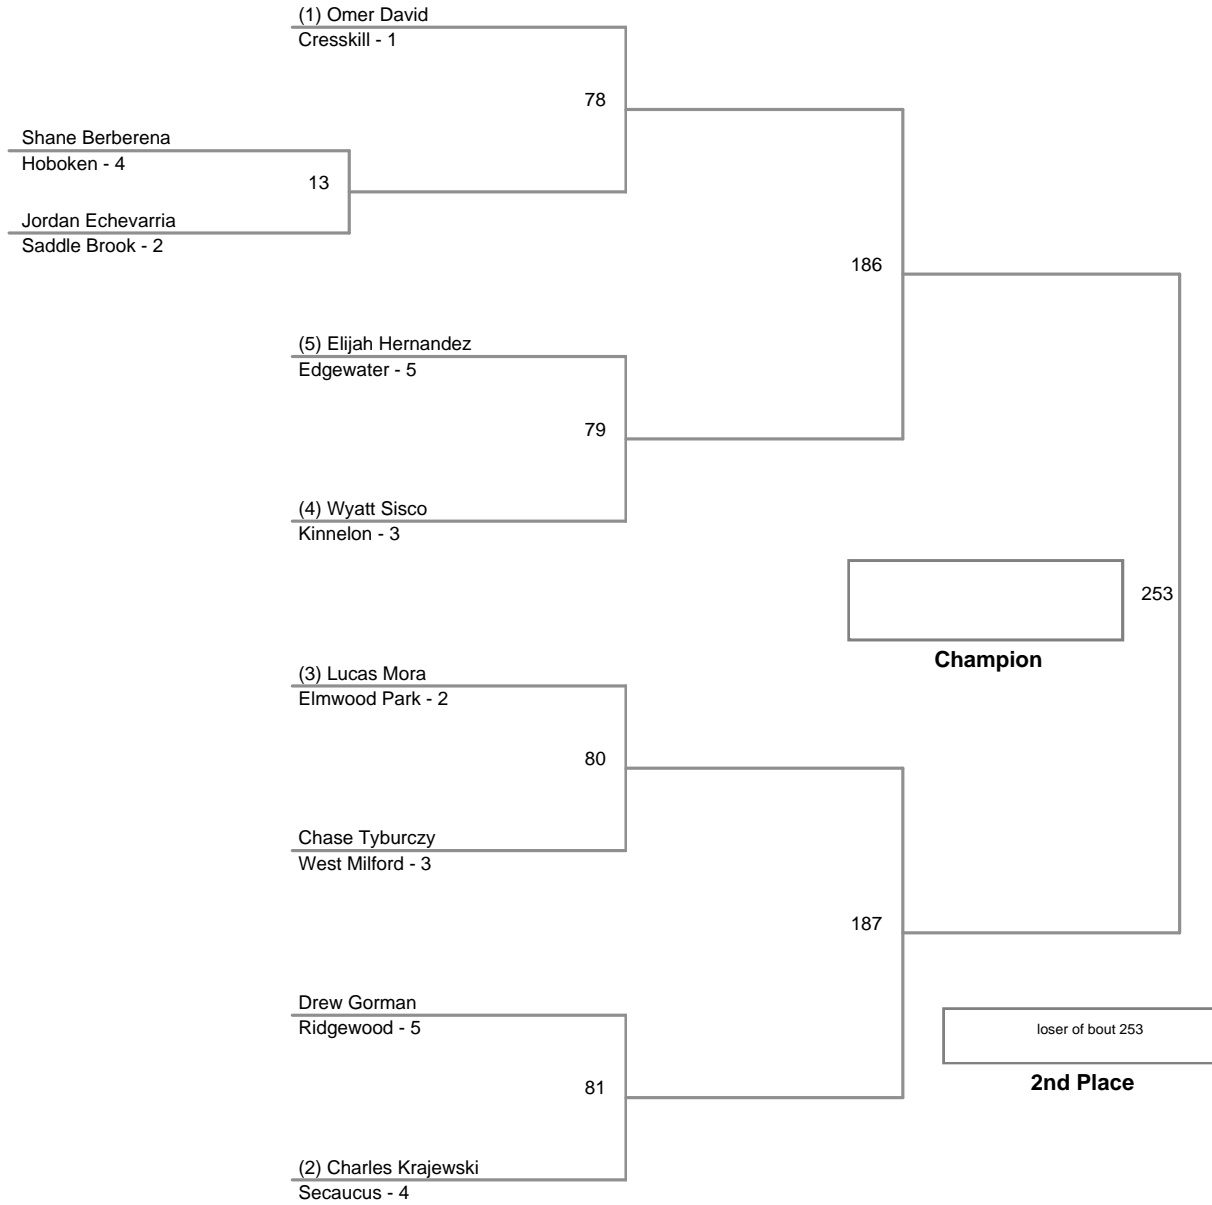 (1) Omer David
Cresskill - 1
78
Shane Berberena
Hoboken - 4
13
Jordan Echevarria
Saddle Brook - 2
186
(5) Elijah Hernandez
Edgewater - 5
79
(4) Wyatt Sisco
Kinnelon - 3
253
Champion
(3) Lucas Mora
Elmwood Park - 2
80
Chase Tyburczy
West Milford - 3
187
Drew Gorman
Ridgewood - 5
loser of bout 253
2nd Place
81
(2) Charles Krajewski
Secaucus - 4